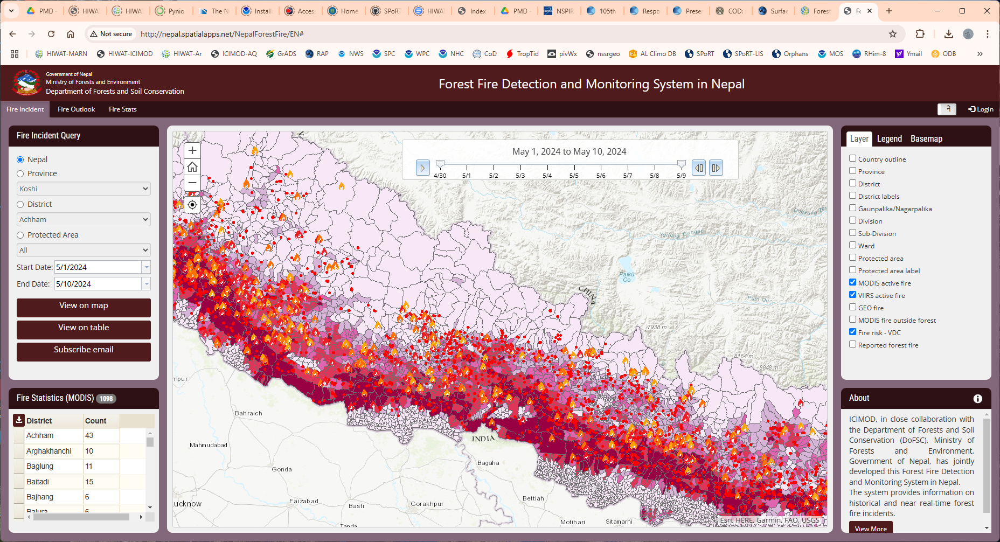 PMD -
HIWAT
HIWAT
Pynio
The N
Install
Acces
Home
SPoRT
HIWAT
Index
PMD -
NSPIR
105th
Respo
Preser
COD:
Surfac
Forest
Fo
Not secure
http://nepal.spatialapps.net/NepalForestFire/EN#
HIWAT-MARN
HIWAT-ICIMOD
HIWAT-Ar
ICIMOD-AQ
GrADS
RAP
NWS
SPC
WPC
NHC
CoD
TropTid
pivWx
nssrgeo
AL Climo DB
SPoRT
SPoRT-LIS
Orphans
MOS
RHim-8
Ymail
ODB
Government of Nepal
Ministry of Forests and Environment
Department of Forests and Soil Conservation
Forest Fire Detection and Monitoring System in Nepal
Fire Incident
Fire Outlook
Fire Stats
ने
Login
Fire Incident Query
Nepal
Province
Koshi
District
Achham
Protected Area
All
Start Date: 5/1/2024
End Date: 5/10/2024
View on map
View on table
Subscribe email
Fire Statistics (MODIS) 1098
District Count
Achham 43
Arghakhanchi 10
Baglung 11
Baitadi 15
Bajhang 6
Bajura 6
May 1, 2024 to May 10, 2024
4/30 5/1 5/2 5/3 5/4 5/5 5/6 5/7 5/8 5/9
Yarlung Tsangpo
Paikü
Co
CHINA
Pum Qu
7938 m
8164 m
8848 m
mpur
Bahraich
INDIA
Mahmudabad
Bagaha
Gonda
Bettiah
Faizabad
ucknow
Basti
Gorakhpur
Motihari
Sitamarhi
Tanda
Esri, HERE, Garmin, FAO, USGS
Layer
Legend
Basemap
Country outline
Province
District
District labels
Gaunpalika/Nagarpalika
Division
Sub-Division
Ward
Protected area
Protected area label
MODIS active fire
VIIRS active fire
GEO fire
MODIS fire outside forest
Fire risk - VDC
Reported forest fire
About
ICIMOD, in close collaboration with
the Department of Forests and Soil
Conservation (DoFSC), Ministry of
Forests and Environment,
Government of Nepal, has jointly
developed this Forest Fire Detection
and Monitoring System in Nepal.
The system provides information on
historical and near real-time forest
fire incidents.
View More